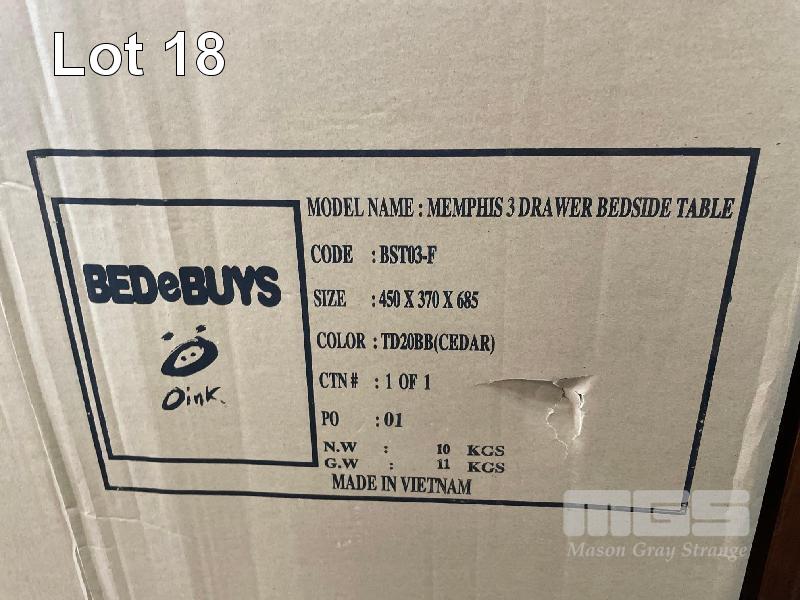 Lot 18
BEDeBUYS
Oink.
MODEL NAME : MEMPHIS 3 DRAWER BEDSIDE TABLE
CODE : BST03-F
SIZE : 450 X 370 X 685
COLOR : TD20BB(CEDAR)
CTN# : 1 OF 1
PO : 01
N.W : 10 KGS
G.W : 11 KGS
MADE IN VIETNAM
MGS
Mason Gray Strange